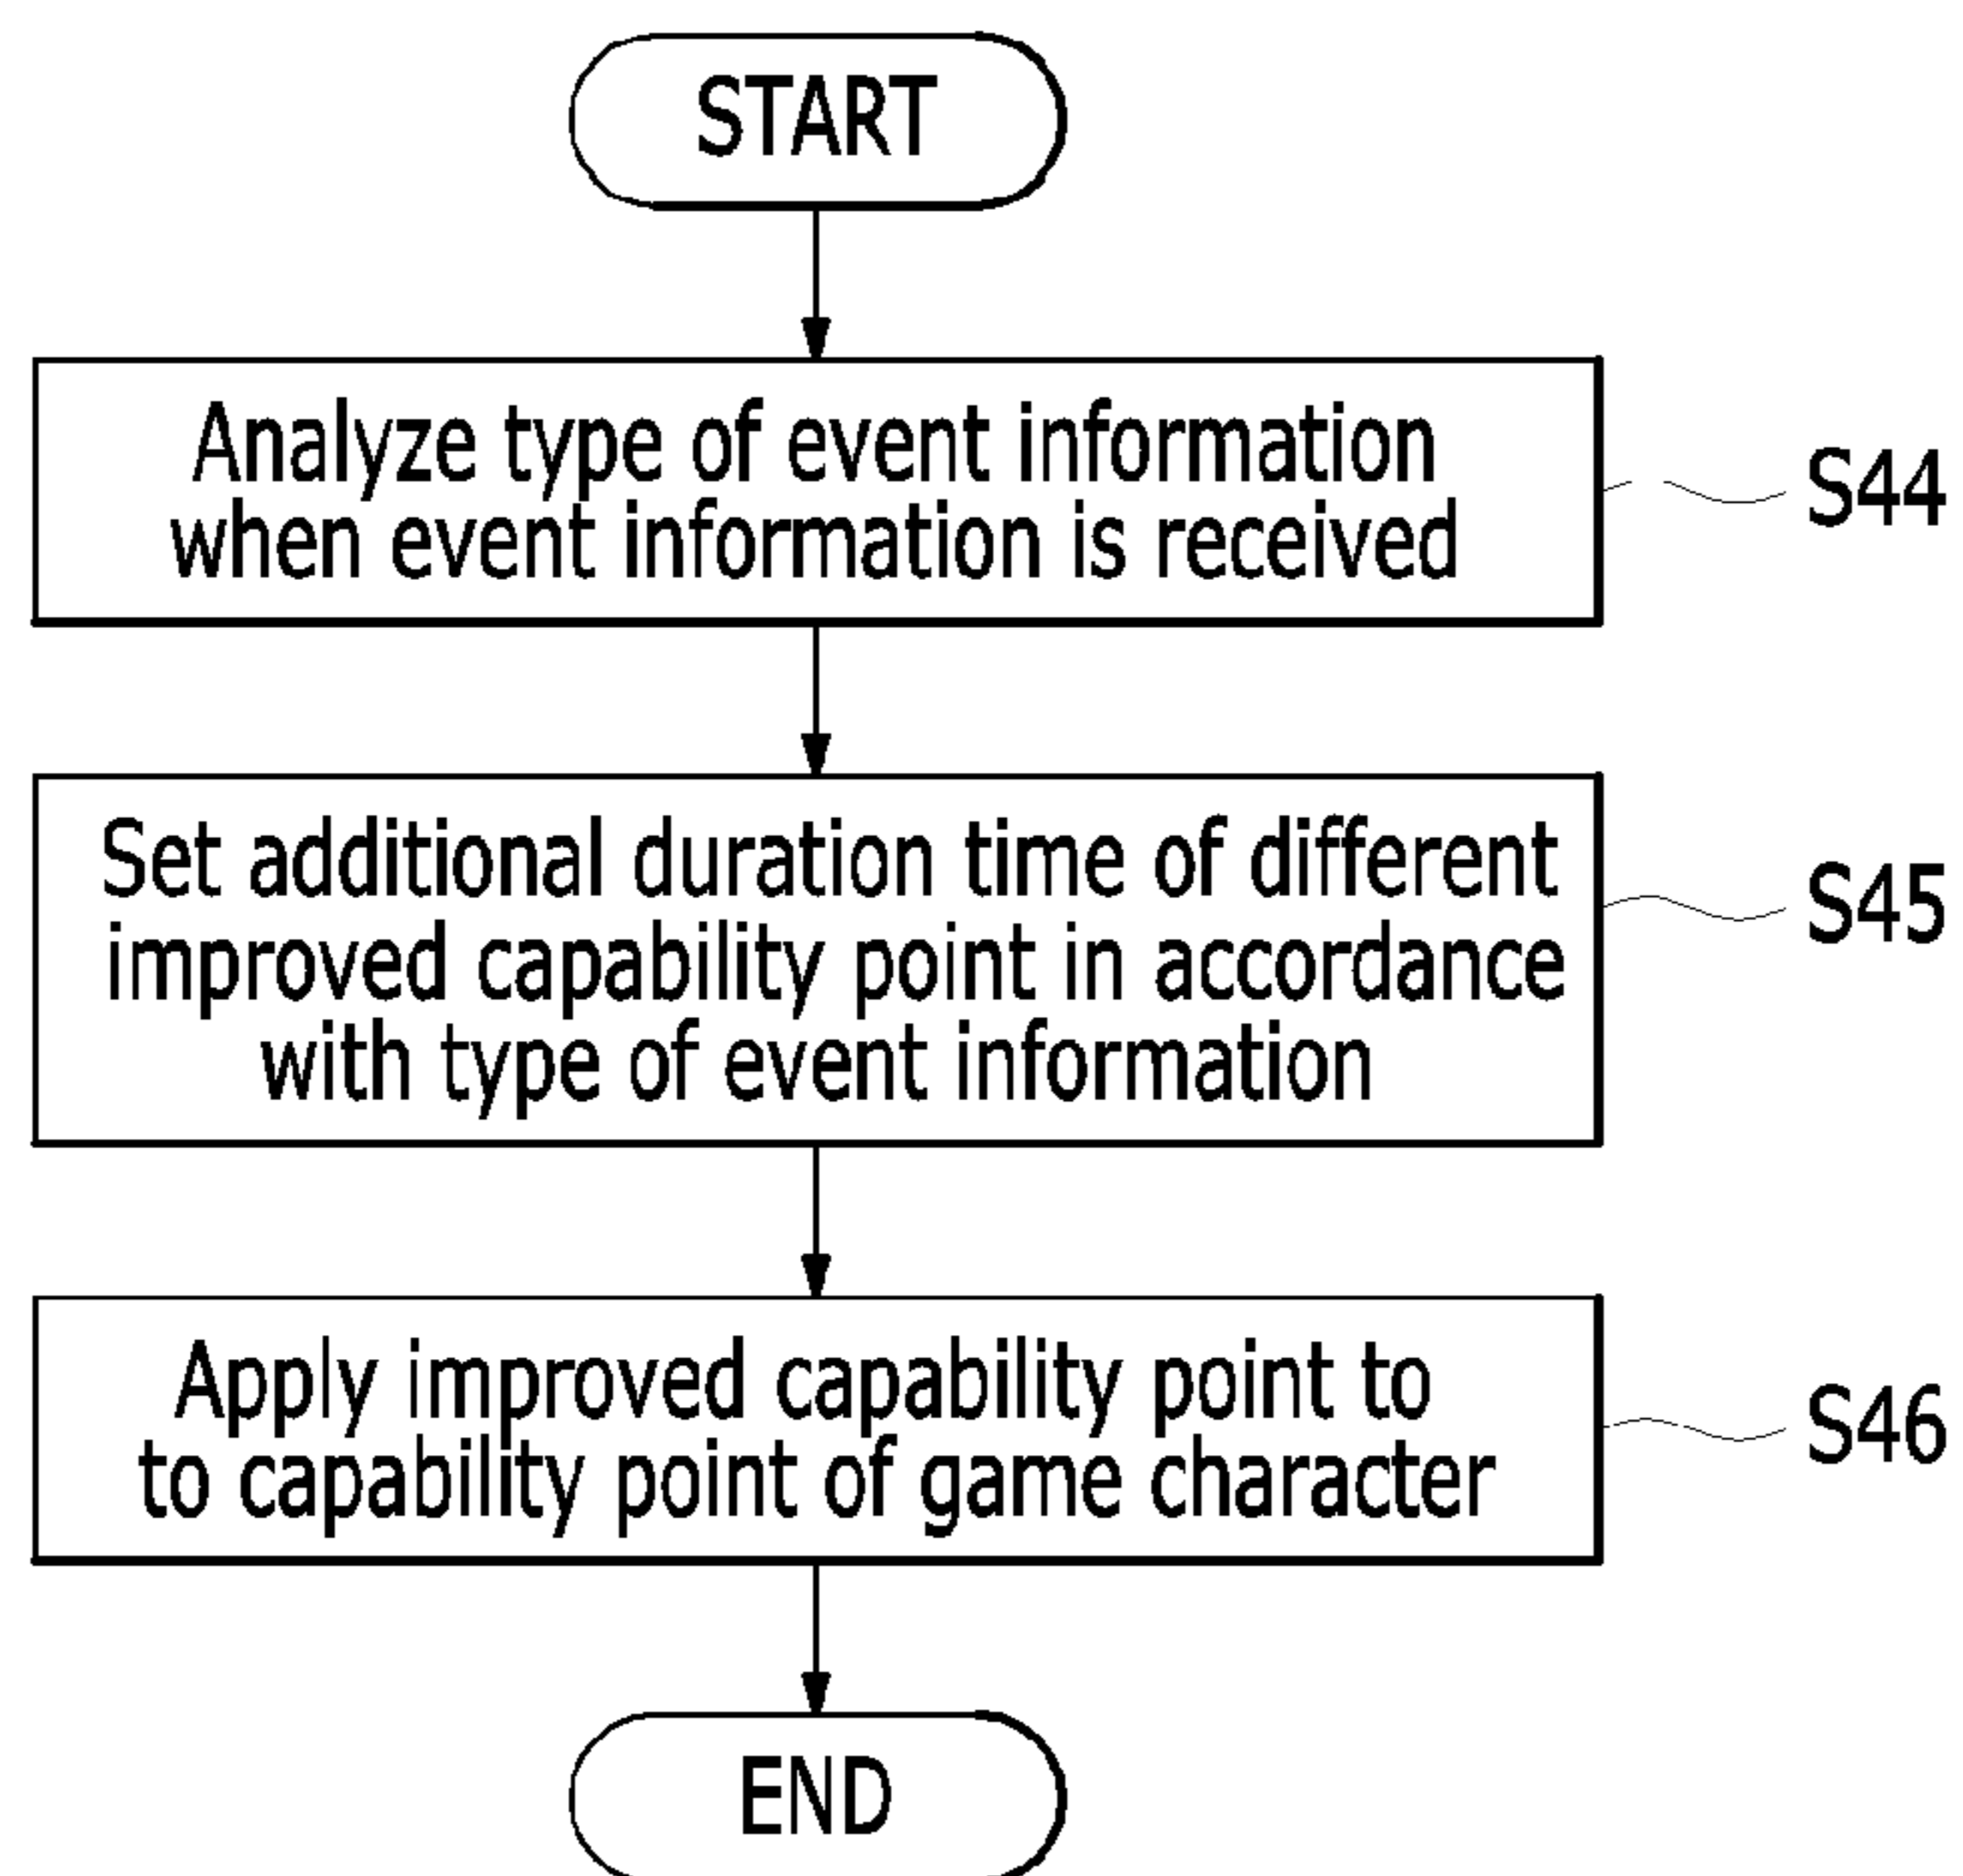 START
Analyze type of event information
when event information is received
S44
Set additional duration time of different
improved capability point in accordance
with type of event information
S45
Apply improved capability point to
to capability point of game character
S46
END